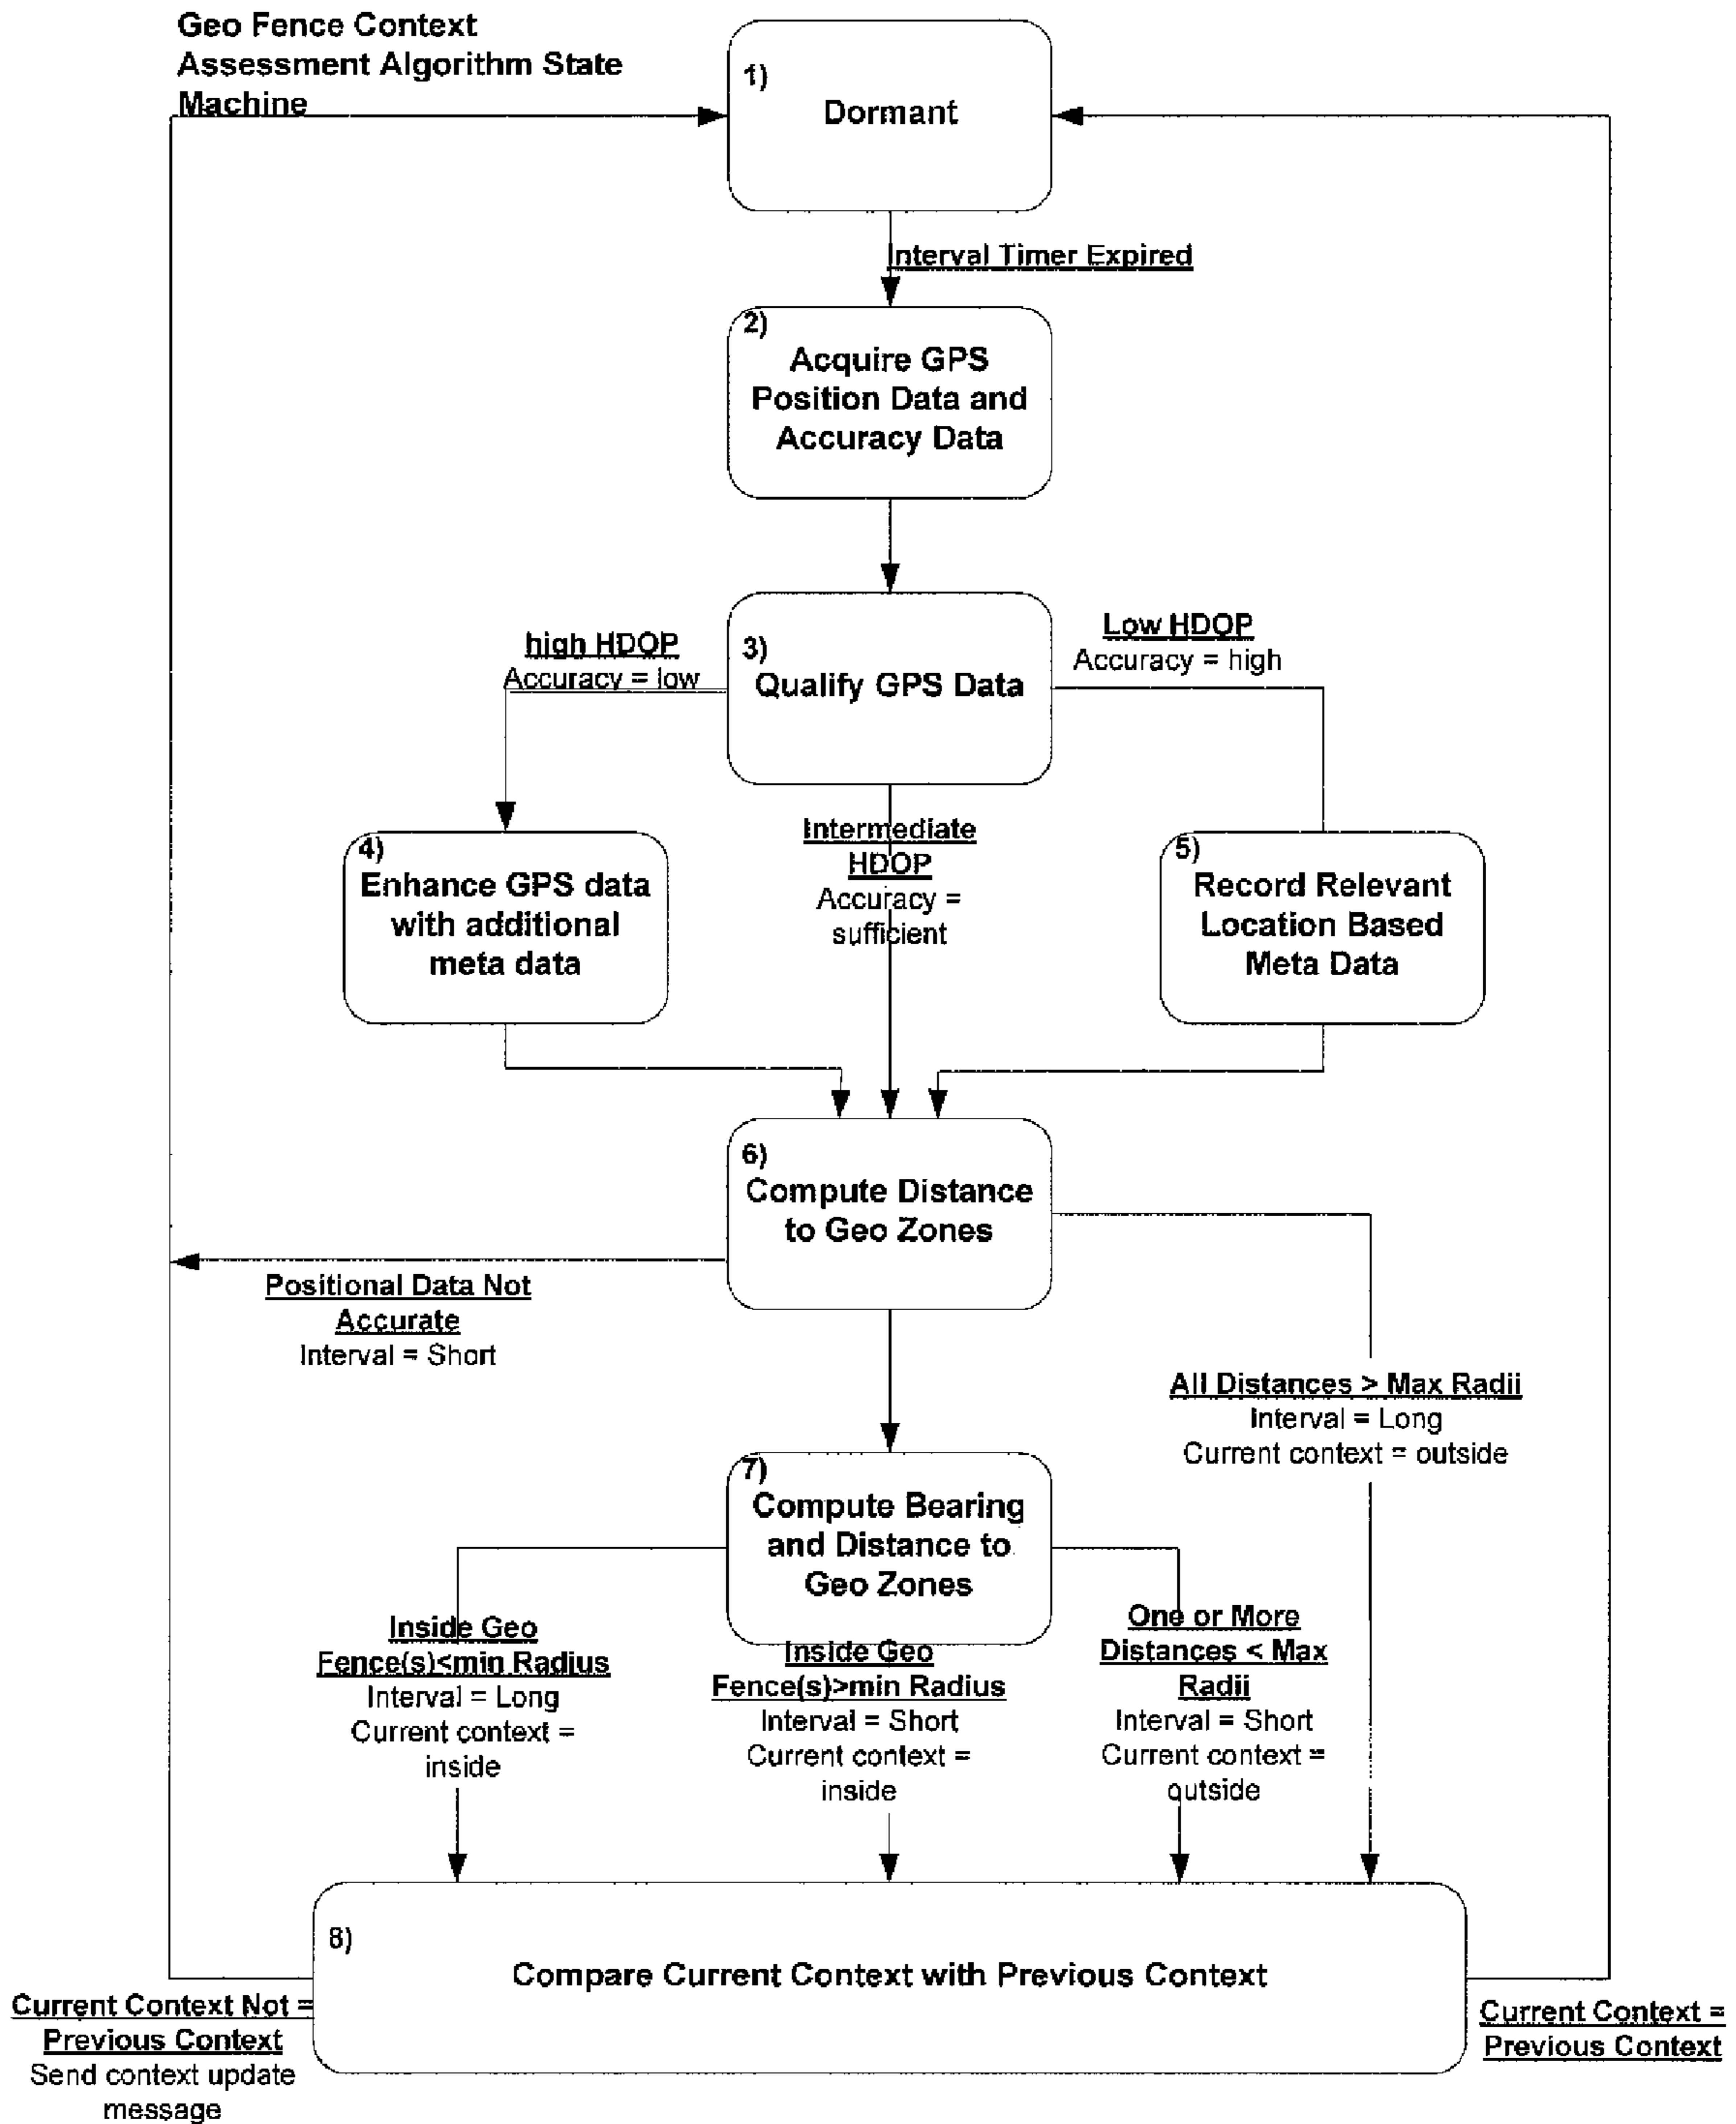 Geo Fence Context
Assessment Algorithm State
Machine
1)
Dormant
Interval Timer Expired
2)
Acquire GPS
Position Data and
Accuracy Data
high HDOP
Accuracy = low
3)
Qualify GPS Data
Low HDOP
Accuracy = high
Intermediate
HDOP
Accuracy =
sufficient
4)
Enhance GPS data
with additional
meta data
5)
Record Relevant
Location Based
Meta Data
6)
Compute Distance
to Geo Zones
Positional Data Not
Accurate
Interval = Short
All Distances > Max Radii
Interval = Long
Current context = outside
7)
Compute Bearing
and Distance to
Geo Zones
Inside Geo
Fence(s)<min Radius
Interval = Long
Current context =
inside
Inside Geo
Fence(s)>min Radius
Interval = Short
Current context =
inside
One or More
Distances < Max
Radii
Interval = Short
Current context =
outside
8)
Compare Current Context with Previous Context
Current Context Not =
Previous Context
Send context update
message
Current Context =
Previous Context